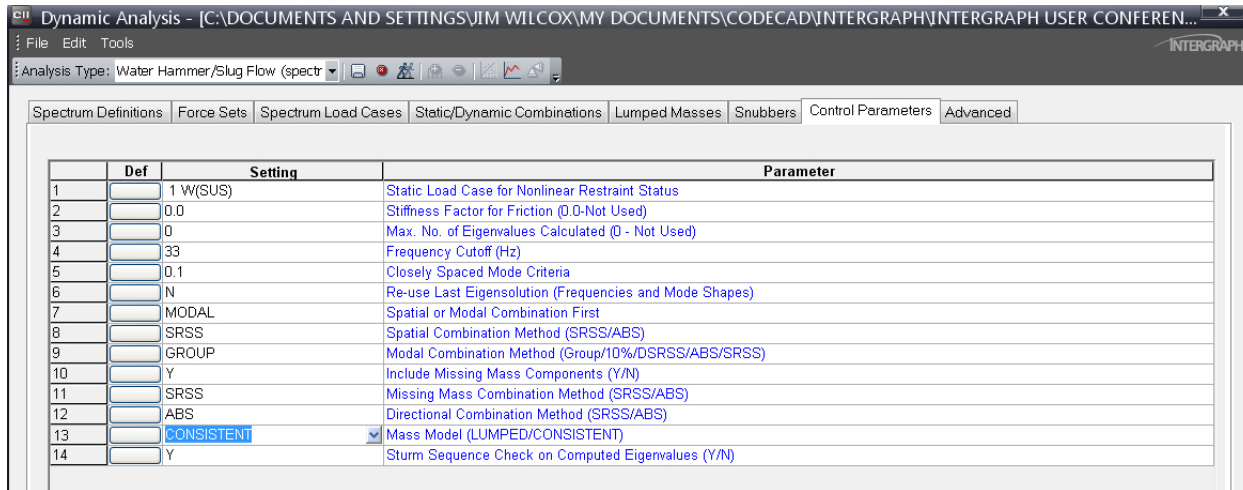 CII Dynamic Analysis - [C:\DOCUMENTS AND SETTINGS\JIM WILCOX\MY DOCUMENTS\CODECAD\INTERGRAPH\INTERGRAPH USER CONFEREN... x
File Edit Tools
INTERGRAPH
Analysis Type: Water Hammer/Slug Flow (spectr
Spectrum Definitions Force Sets Spectrum Load Cases Static/Dynamic Combinations Lumped Masses Snubbers Control Parameters Advanced
Def Setting Parameter
1 1 W(SUS) Static Load Case for Nonlinear Restraint Status
2 0.0 Stiffness Factor for Friction (0.0-Not Used)
3 0 Max. No. of Eigenvalues Calculated (0 - Not Used)
4 33 Frequency Cutoff (Hz)
5 0.1 Closely Spaced Mode Criteria
6 N Re-use Last Eigensolution (Frequencies and Mode Shapes)
7 MODAL Spatial or Modal Combination First
8 SRSS Spatial Combination Method (SRSS/ABS)
9 GROUP Modal Combination Method (Group/10%/DSRSS/ABS/SRSS)
10 Y Include Missing Mass Components (Y/N)
11 SRSS Missing Mass Combination Method (SRSS/ABS)
12 ABS Directional Combination Method (SRSS/ABS)
13 CONSISTENT Mass Model (LUMPED/CONSISTENT)
14 Y Sturm Sequence Check on Computed Eigenvalues (Y/N)